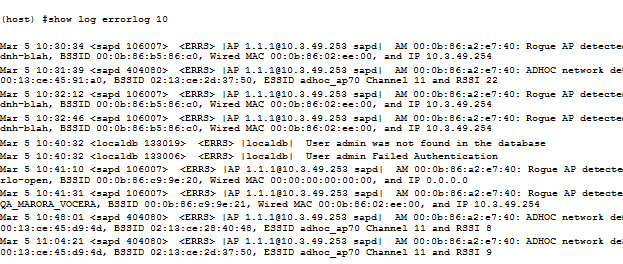 (host) #show log errorlog 10
Mar 5 10:30:34 <sapd 106007>  <ERRS> |AP 1.1.1@10.3.49.253 sapd|  AM 00:0b:86:a2:e7:40: Rogue AP detecte
dnh-blah, BSSID 00:0b:86:b5:86:c0, Wired MAC 00:0b:86:02:ee:00, and IP 10.3.49.254
Mar 5 10:31:39 <sapd 404080>  <ERRS> |AP 1.1.1@10.3.49.253 sapd|  AM 00:0b:86:a2:e7:40: ADHOC network de
00:13:ce:45:91:a0, BSSID 02:13:ce:2d:37:50, ESSID adhoc_ap70 Channel 11 and RSSI 22
Mar 5 10:32:12 <sapd 106007>  <ERRS> |AP 1.1.1@10.3.49.253 sapd|  AM 00:0b:86:a2:e7:40: Rogue AP detecte
dnh-blah, BSSID 00:0b:86:b5:86:c0, Wired MAC 00:0b:86:02:ee:00, and IP 10.3.49.254
Mar 5 10:32:46 <sapd 106007>  <ERRS> |AP 1.1.1@10.3.49.253 sapd|  AM 00:0b:86:a2:e7:40: Rogue AP detecte
dnh-blah, BSSID 00:0b:86:b5:86:c0, Wired MAC 00:0b:86:02:ee:00, and IP 10.3.49.254
Mar 5 10:40:32 <localdb 133019>  <ERRS> |localdb|  User admin was not found in the database
Mar 5 10:40:32 <localdb 133006>  <ERRS> |localdb|  User admin Failed Authentication
Mar 5 10:41:10 <sapd 106007>  <ERRS> |AP 1.1.1@10.3.49.253 sapd|  AM 00:0b:86:a2:e7:40: Rogue AP detecte
rlo-open, BSSID 00:0b:86:c9:9e:20, Wired MAC 00:00:00:00:00:00, and IP 0.0.0.0
Mar 5 10:41:31 <sapd 106007>  <ERRS> |AP 1.1.1@10.3.49.253 sapd|  AM 00:0b:86:a2:e7:40: Rogue AP detecte
QA_MARORA_VOCERA, BSSID 00:0b:86:c9:9e:21, Wired MAC 00:0b:86:02:ee:00, and IP 10.3.49.254
Mar 5 10:48:01 <sapd 404080>  <ERRS> |AP 1.1.1@10.3.49.253 sapd|  AM 00:0b:86:a2:e7:40: ADHOC network de
00:13:ce:45:d9:4d, BSSID 02:13:ce:28:40:48, ESSID adhoc_ap70 Channel 11 and RSSI 8
Mar 5 11:04:21 <sapd 404080>  <ERRS> |AP 1.1.1@10.3.49.253 sapd|  AM 00:0b:86:a2:e7:40: ADHOC network de
00:13:ce:45:d9:4d, BSSID 02:13:ce:2d:37:50, ESSID adhoc_ap70 Channel 11 and RSSI 9